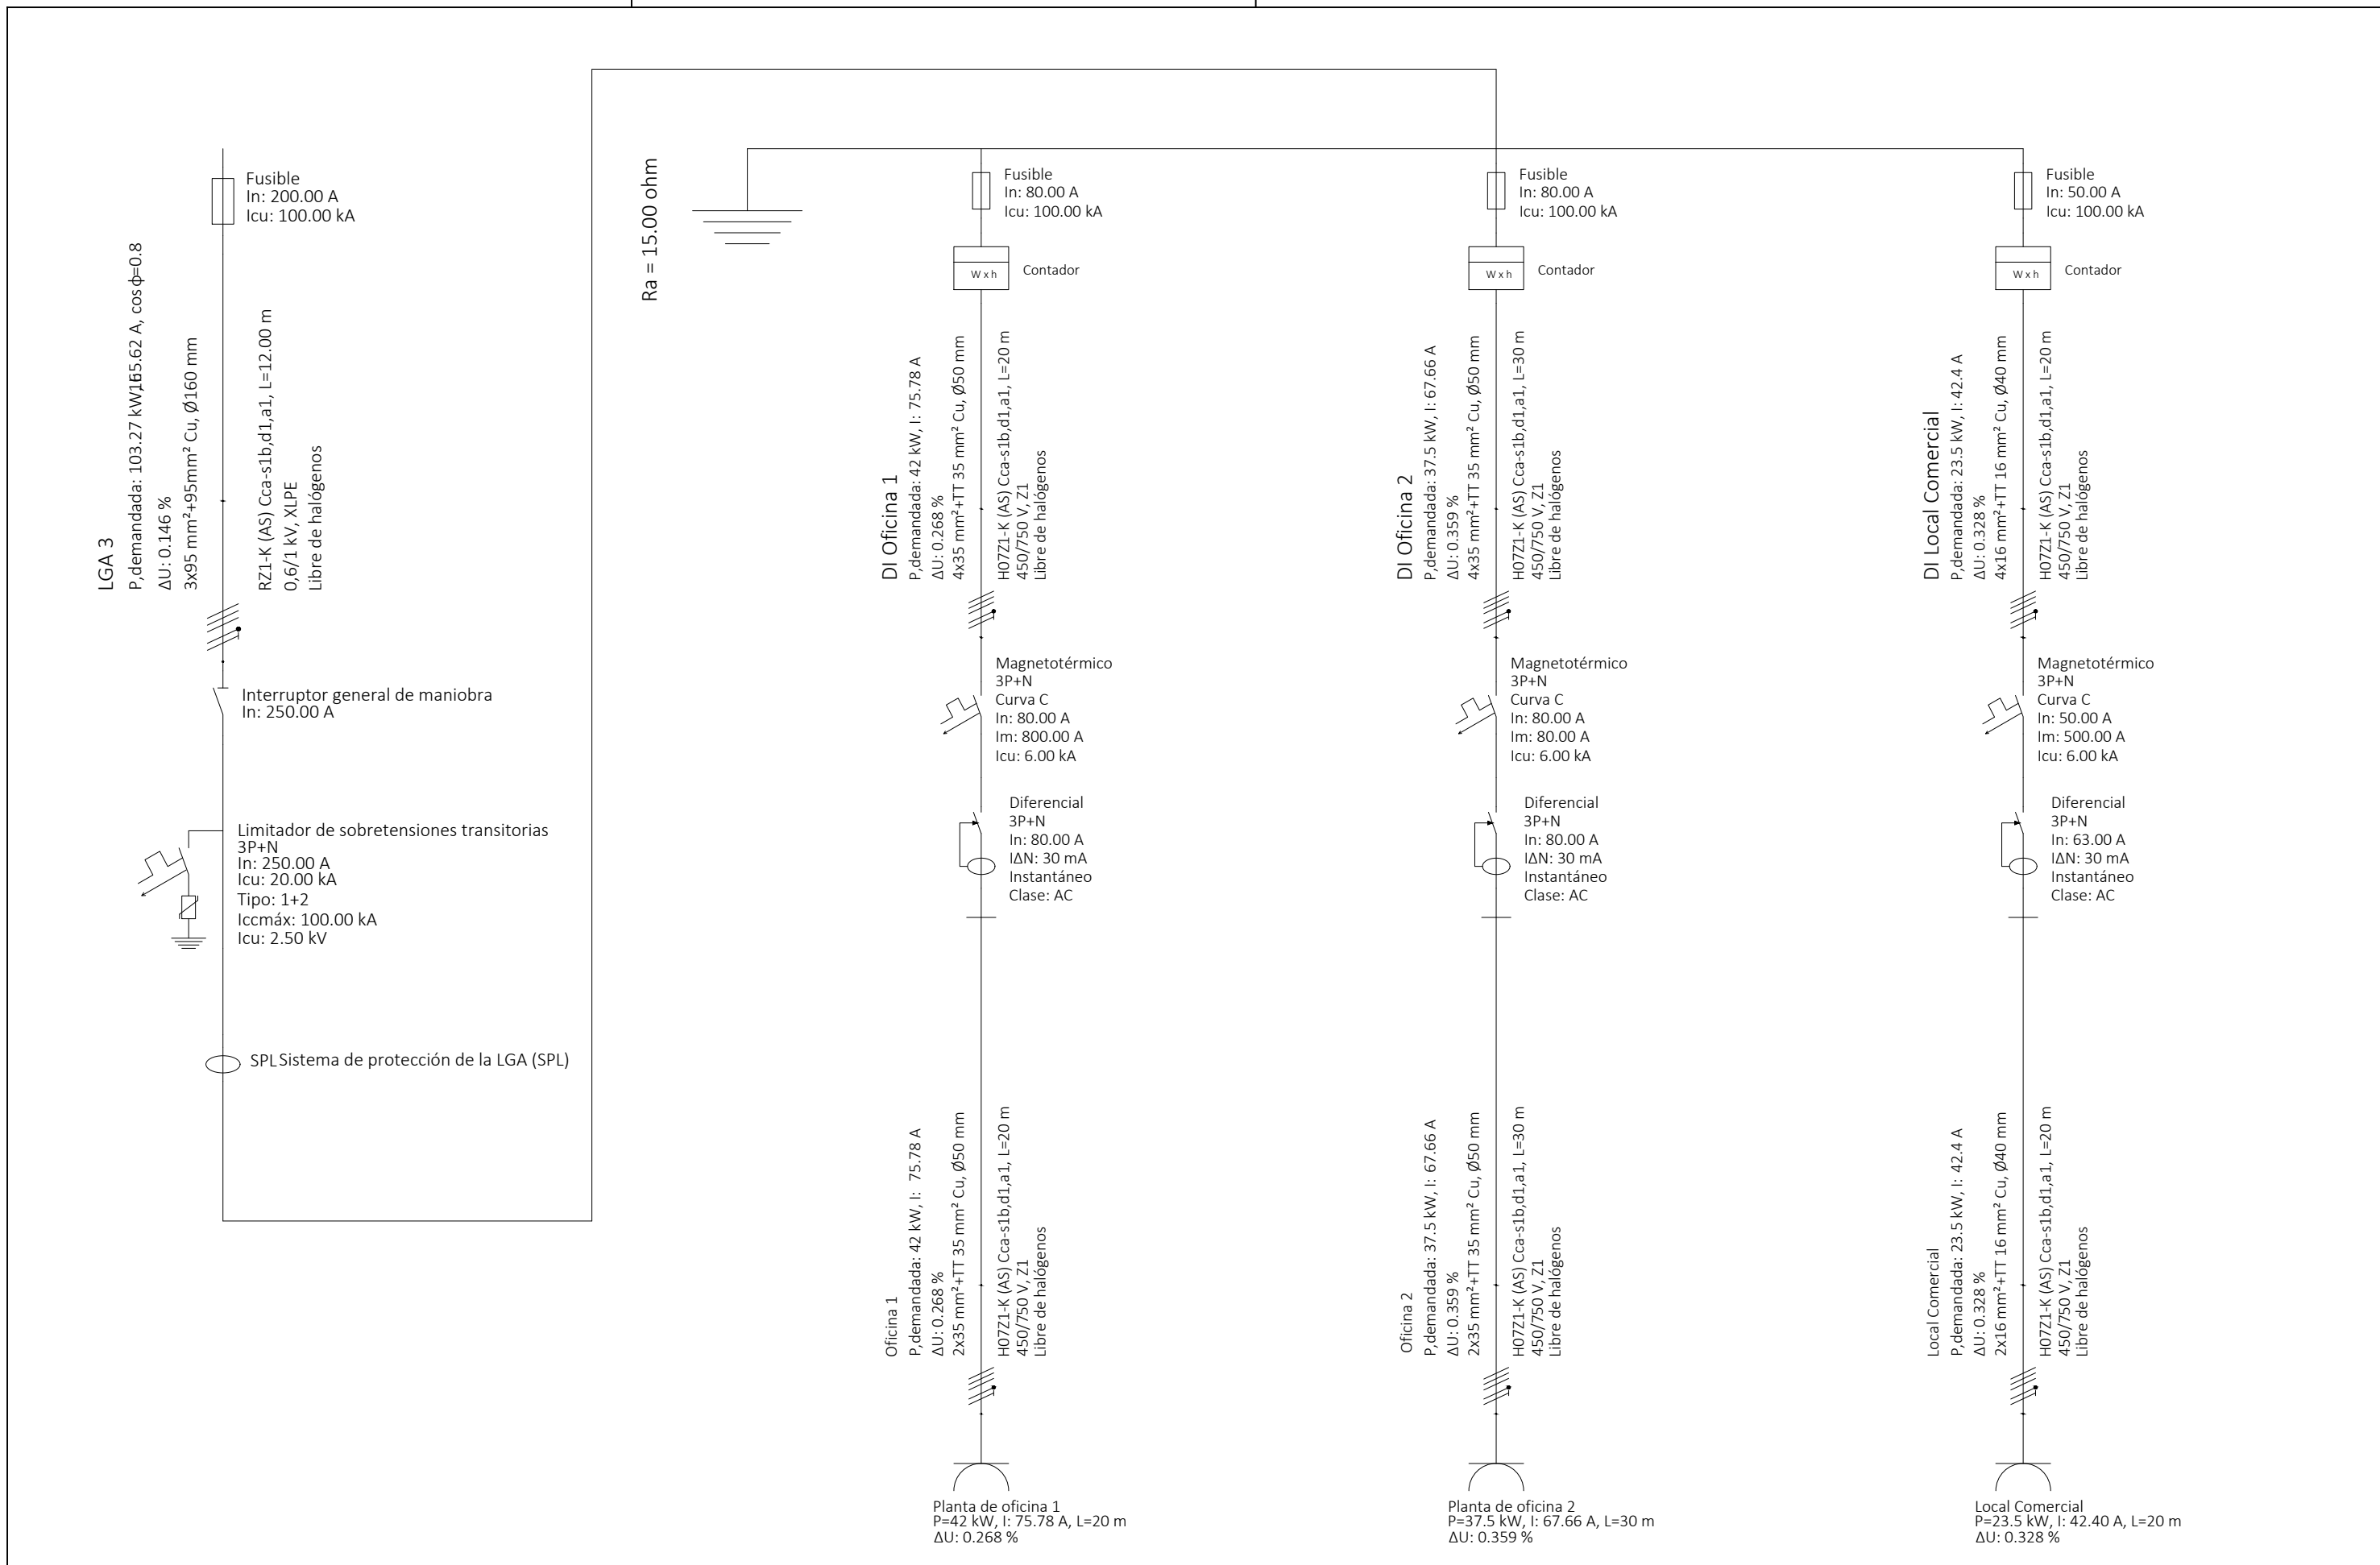 Fusible
In: 200.00 A
Icu: 100.00 kA
LGA 3
P,demandada: 103.27 kW, I: 165.62 A, cos ϕ=0.8
ΔU: 0.146 %
3x95 mm²+95mm² Cu, Ø160 mm
RZ1-K (AS) Cca-s1b,d1,a1, L=12.00 m
0,6/1 kV, XLPE
Libre de halógenos
Interruptor general de maniobra
In: 250.00 A
Limitador de sobretensiones transitorias
3P+N
In: 250.00 A
Icu: 20.00 kA
Tipo: 1+2
Iccmáx: 100.00 kA
Icu: 2.50 kV
SPL Sistema de protección de la LGA (SPL)
Ra = 15.00 ohm
Fusible
In: 80.00 A
Icu: 100.00 kA
W x h
Contador
DI Oficina 1
P,demandada: 42 kW, I: 75.78 A
ΔU: 0.268 %
4x35 mm²+TT 35 mm² Cu, Ø50 mm
H07Z1-K (AS) Cca-s1b,d1,a1, L=20 m
450/750 V, Z1
Libre de halógenos
Magnetotérmico
3P+N
Curva C
In: 80.00 A
Im: 800.00 A
Icu: 6.00 kA
Diferencial
3P+N
In: 80.00 A
IΔN: 30 mA
Instantáneo
Clase: AC
Oficina 1
P,demandada: 42 kW, I: 75.78 A
ΔU: 0.268 %
2x35 mm²+TT 35 mm² Cu, Ø50 mm
H07Z1-K (AS) Cca-s1b,d1,a1, L=20 m
450/750 V, Z1
Libre de halógenos
Planta de oficina 1
P=42 kW, I: 75.78 A, L=20 m
ΔU: 0.268 %
Fusible
In: 80.00 A
Icu: 100.00 kA
W x h
Contador
DI Oficina 2
P,demandada: 37.5 kW, I: 67.66 A
ΔU: 0.359 %
4x35 mm²+TT 35 mm² Cu, Ø50 mm
H07Z1-K (AS) Cca-s1b,d1,a1, L=30 m
450/750 V, Z1
Libre de halógenos
Magnetotérmico
3P+N
Curva C
In: 80.00 A
Im: 80.00 A
Icu: 6.00 kA
Diferencial
3P+N
In: 80.00 A
IΔN: 30 mA
Instantáneo
Clase: AC
Oficina 2
P,demandada: 37.5 kW, I: 67.66 A
ΔU: 0.359 %
2x35 mm²+TT 35 mm² Cu, Ø50 mm
H07Z1-K (AS) Cca-s1b,d1,a1, L=30 m
450/750 V, Z1
Libre de halógenos
Planta de oficina 2
P=37.5 kW, I: 67.66 A, L=30 m
ΔU: 0.359 %
Fusible
In: 50.00 A
Icu: 100.00 kA
W x h
Contador
DI Local Comercial
P,demandada: 23.5 kW, I: 42.4 A
ΔU: 0.328 %
4x16 mm²+TT 16 mm² Cu, Ø40 mm
H07Z1-K (AS) Cca-s1b,d1,a1, L=20 m
450/750 V, Z1
Libre de halógenos
Magnetotérmico
3P+N
Curva C
In: 50.00 A
Im: 500.00 A
Icu: 6.00 kA
Diferencial
3P+N
In: 63.00 A
IΔN: 30 mA
Instantáneo
Clase: AC
Local Comercial
P,demandada: 23.5 kW, I: 42.4 A
ΔU: 0.328 %
2x16 mm²+TT 16 mm² Cu, Ø40 mm
H07Z1-K (AS) Cca-s1b,d1,a1, L=20 m
450/750 V, Z1
Libre de halógenos
Local Comercial
P=23.5 kW, I: 42.40 A, L=20 m
ΔU: 0.328 %